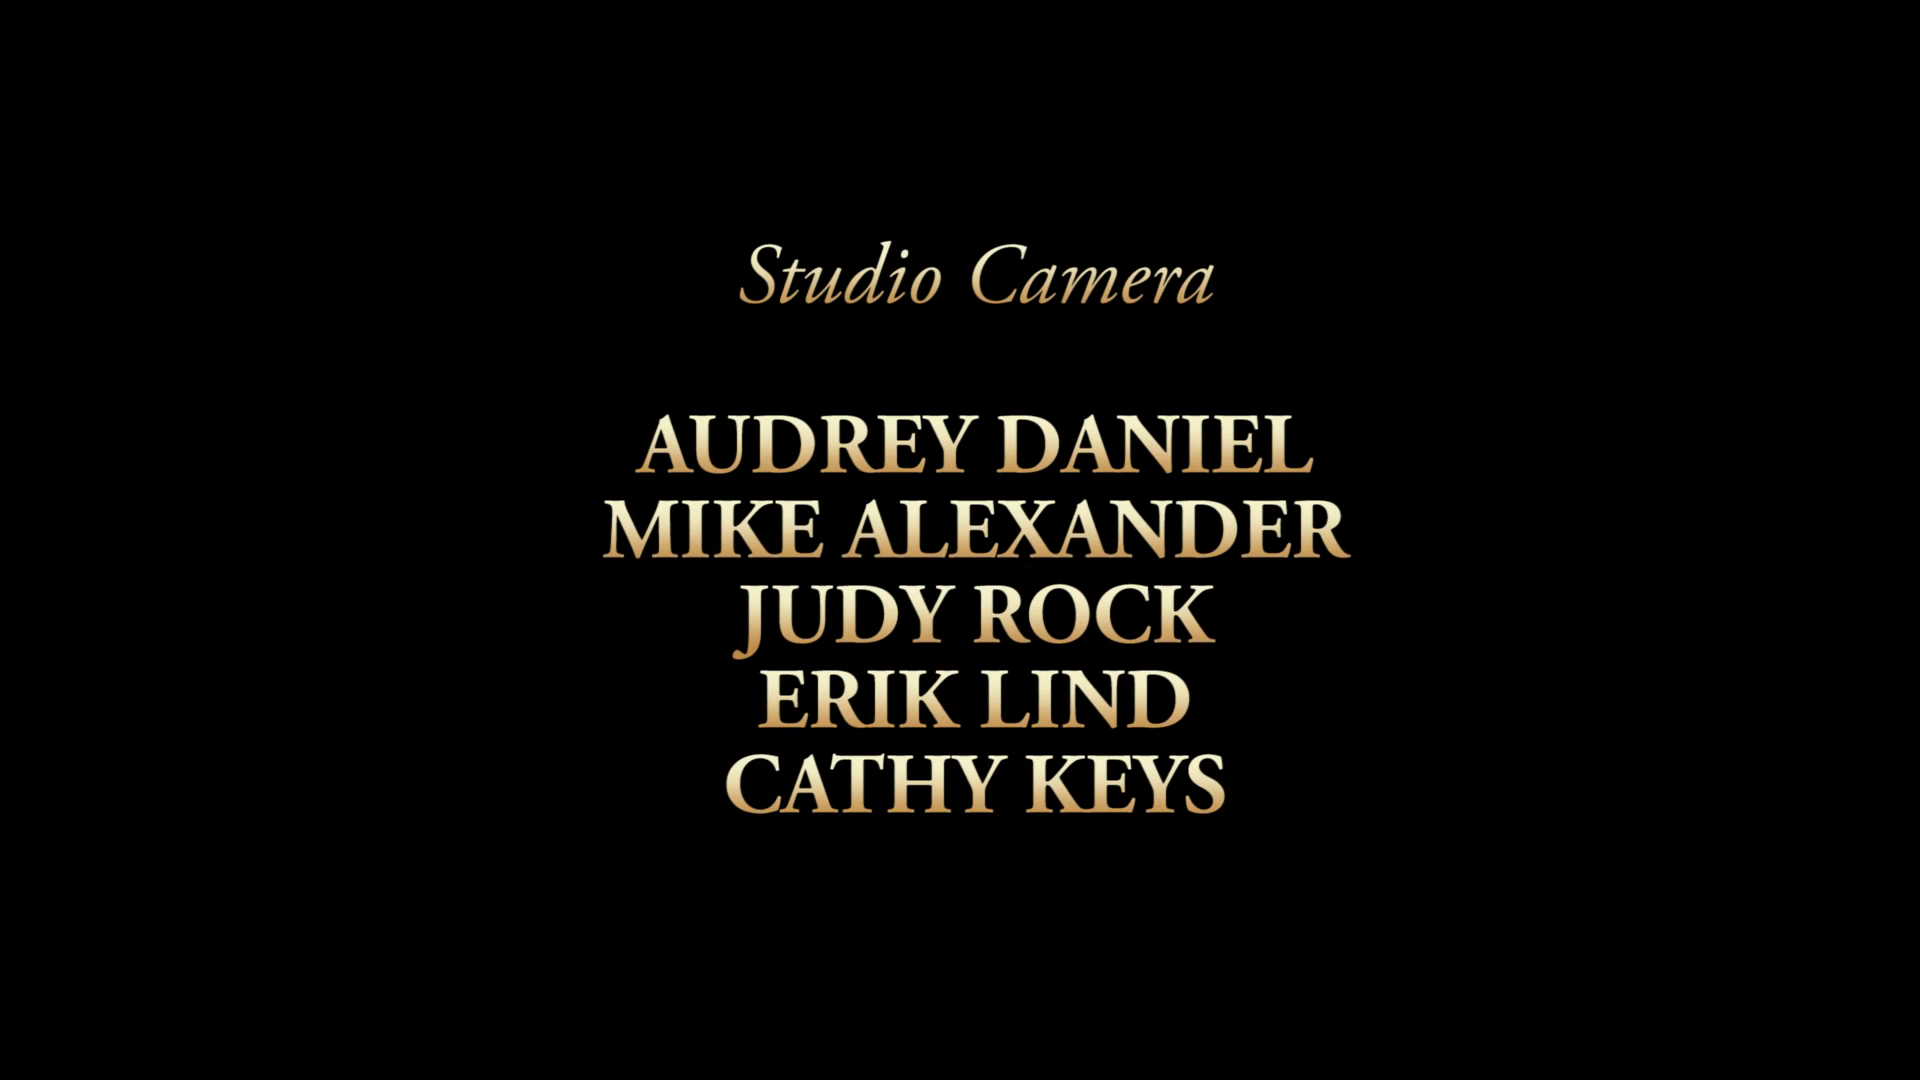 Studio Camera
AUDREY DANIEL
MIKE ALEXANDER
JUDY ROCK
ERIK LIND
CATHY KEYS